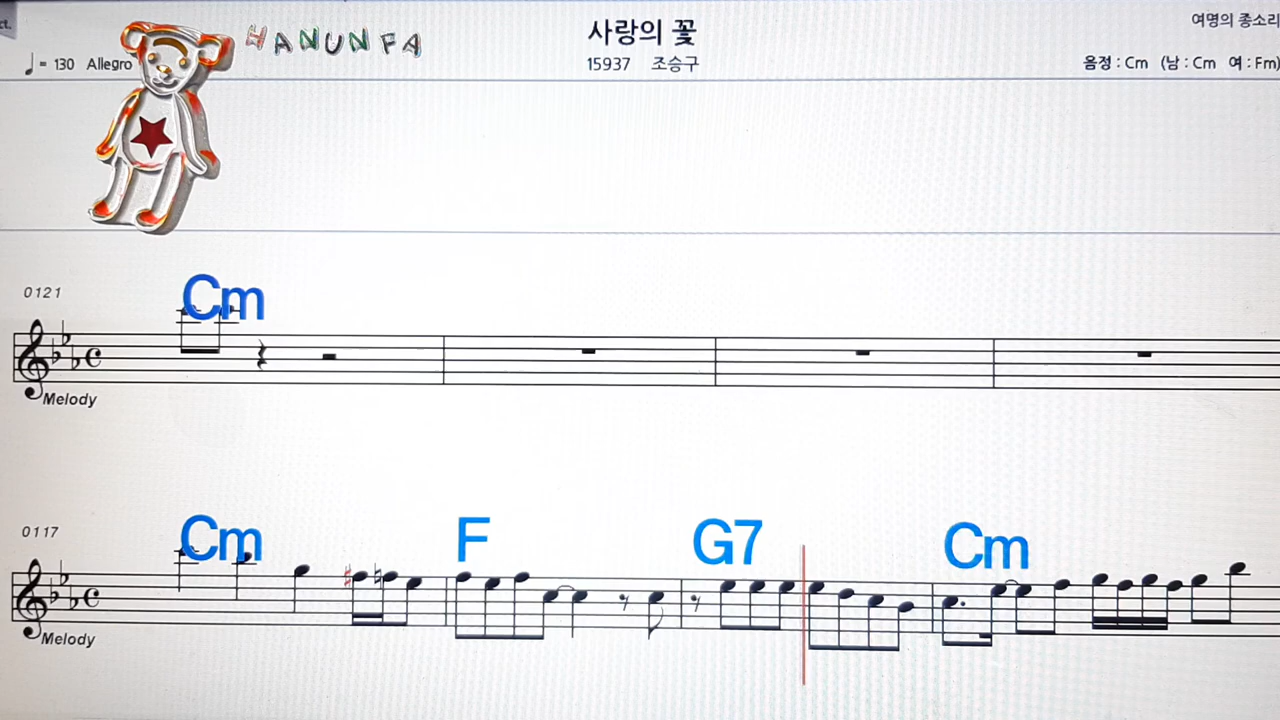 ct.
HANUNFA
사랑의 꽃
여명의 종소리
♩ = 130 Allegro
15937 조승구
음정 : Cm (남 : Cm 여 : Fm)
Cm
0121
Melody
Cm F G7 Cm
0117
Melody